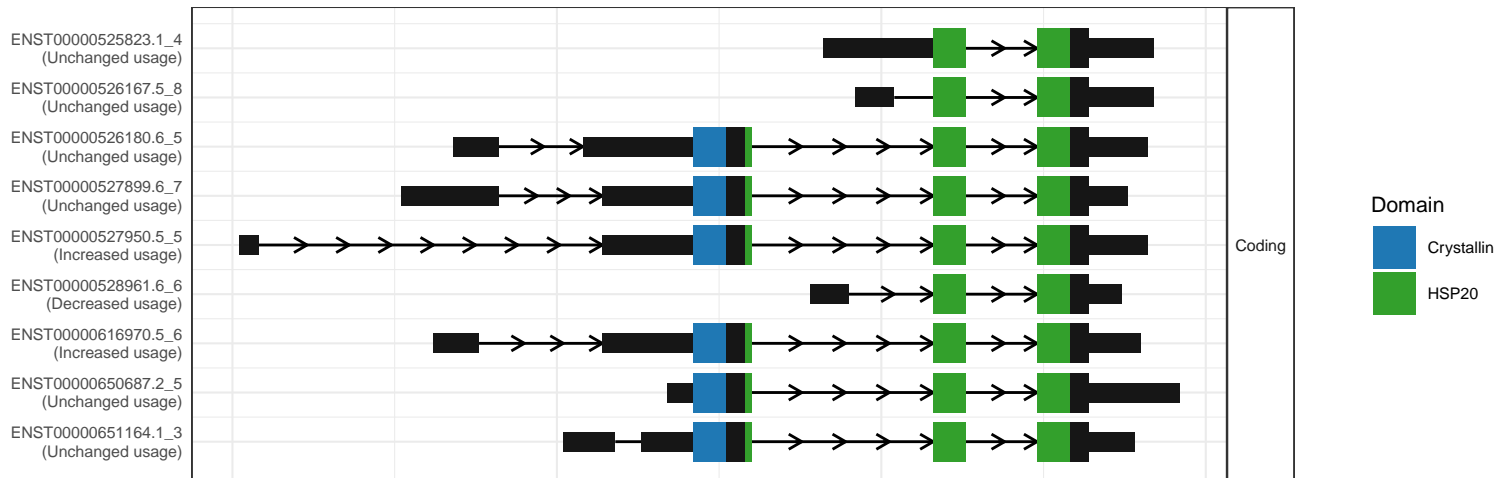 ENST00000525823.1_4
(Unchanged usage)
ENST00000526167.5_8
(Unchanged usage)
ENST00000526180.6_5
(Unchanged usage)
ENST00000527899.6_7
(Unchanged usage)
ENST00000527950.5_5
(Increased usage)
ENST00000528961.6_6
(Decreased usage)
ENST00000616970.5_6
(Increased usage)
ENST00000650687.2_5
(Unchanged usage)
ENST00000651164.1_3
(Unchanged usage)
Coding
Domain
Crystallin
HSP20